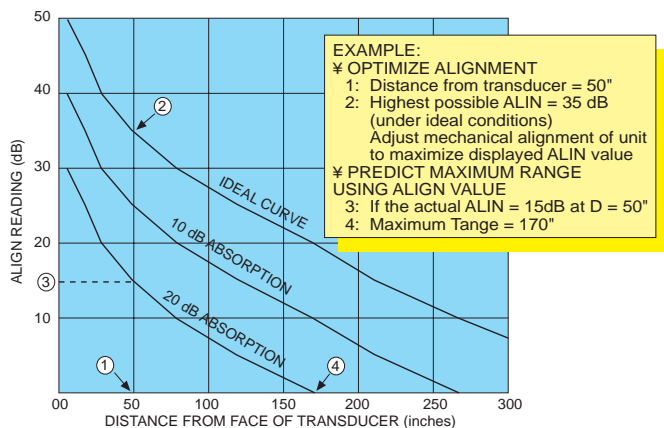 50
40
30
20
10
ALIGN READING (dB)
EXAMPLE:
¥ OPTIMIZE ALIGNMENT
1: Distance from transducer = 50"
2: Highest possible ALIN = 35 dB
(under ideal conditions)
Adjust mechanical alignment of unit
to maximize displayed ALIN value
¥ PREDICT MAXIMUM RANGE
USING ALIGN VALUE
3: If the actual ALIN = 15dB at D = 50"
4: Maximum Tange = 170"
2
IDEAL CURVE
10 dB ABSORPTION
20 dB ABSORPTION
3
1
4
00 50 100 150 200 250 300
DISTANCE FROM FACE OF TRANSDUCER (inches)